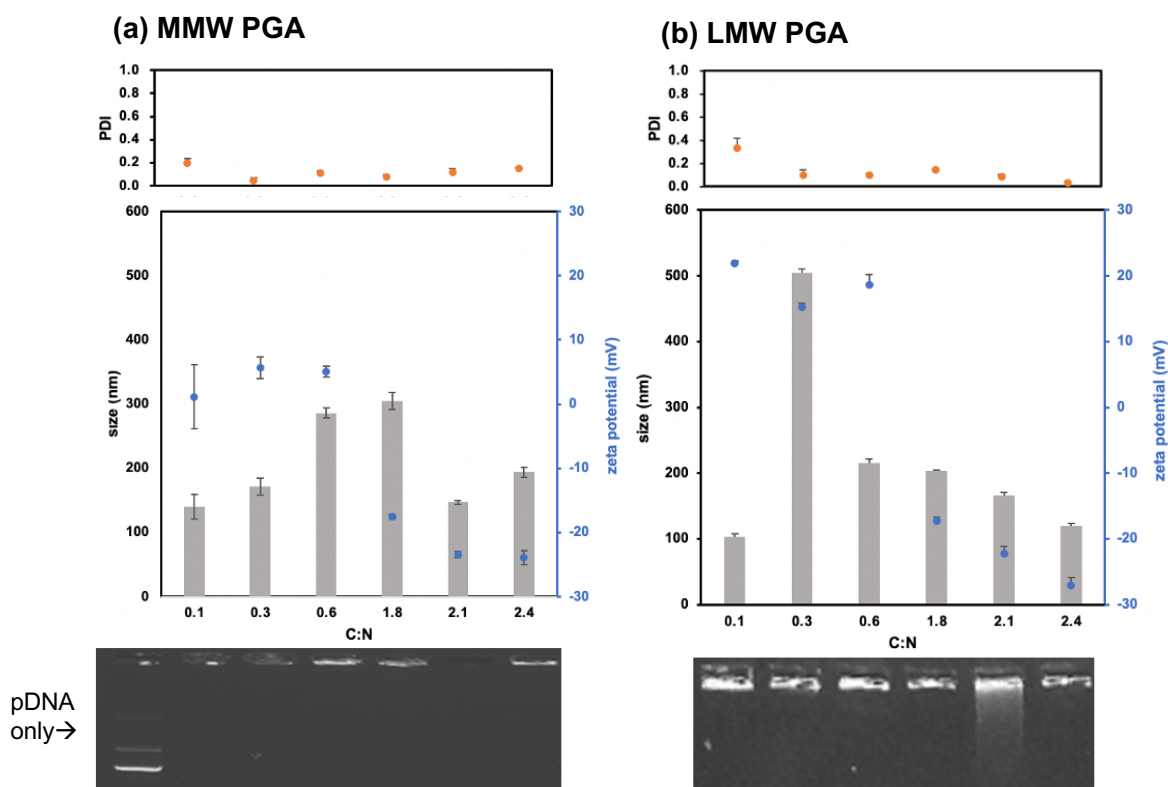 (a) MMW PGA
1.0
0.8
0.6
0.4
0.2
0.0
PDI
600
500
400
300
200
100
0
size (nm)
30
20
10
0
-10
-20
-30
zeta potential (mV)
0.1 0.3 0.6 1.8 2.1 2.4
C:N
pDNA
only→
(b) LMW PGA
1.0
0.8
0.6
0.4
0.2
0.0
PDI
600
500
400
300
200
100
0
size (nm)
30
20
10
0
-10
-20
-30
zeta potential (mV)
0.1 0.3 0.6 1.8 2.1 2.4
C:N